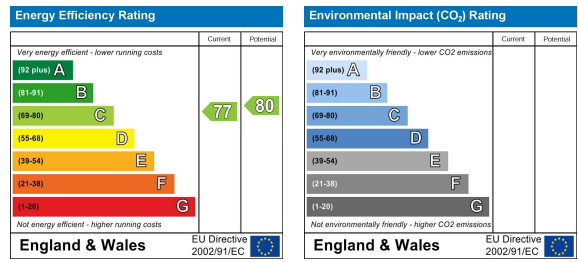 Energy Efficiency Rating
Current Potential
Very energy efficient - lower running costs
(92 plus) A
(81-91) B
(69-80) C
77
80
(55-68) D
(39-54) E
(21-38) F
(1-20) G
Not energy efficient - higher running costs
England & Wales
EU Directive
2002/91/EC
Environmental Impact (CO₂) Rating
Current Potential
Very environmentally friendly - lower CO2 emissions
(92 plus) A
(81-91) B
(69-80) C
(55-68) D
(39-54) E
(21-38) F
(1-20) G
Not environmentally friendly - higher CO2 emissions
England & Wales
EU Directive
2002/91/EC